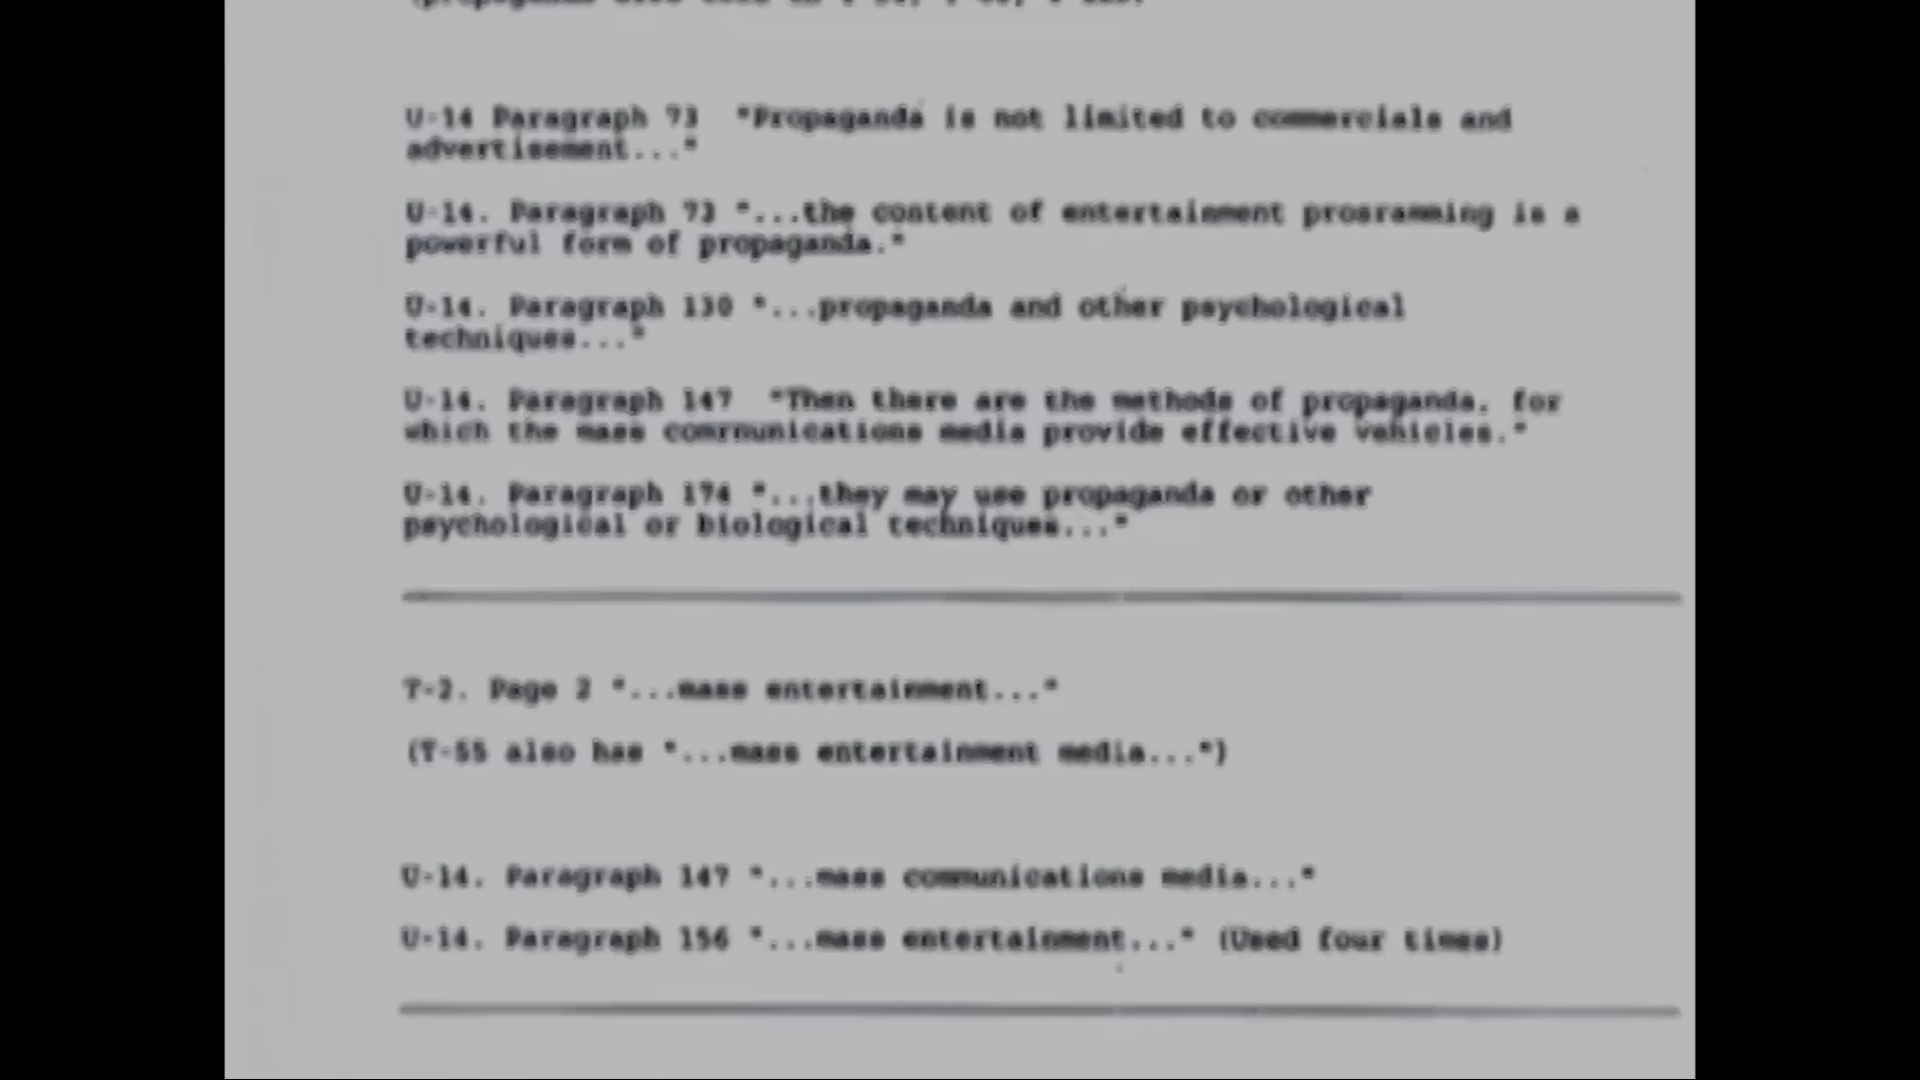 U-14 Paragraph 73 "Propaganda is not limited to commercials and
advertisement..."
U-14. Paragraph 73 "...the content of entertainment prosramming is a
powerful form of propaganda."
U-14. Paragraph 130 "...propaganda and other psychological
techniques..."
U-14. Paragraph 147 "Then there are the methods of propaganda, for
which the mass comrnunications media provide effective vehicles."
U-14. Paragraph 174 "...they may use propaganda or other
psychological or biological techniques..."
T-2. Page 2 "...mass entertainment..."
(T-55 also has "...mass entertainment media...")
U-14. Paragraph 147 "...mass communications media..."
U-14. Paragraph 156 "...mass entertainment..." (Used four times)